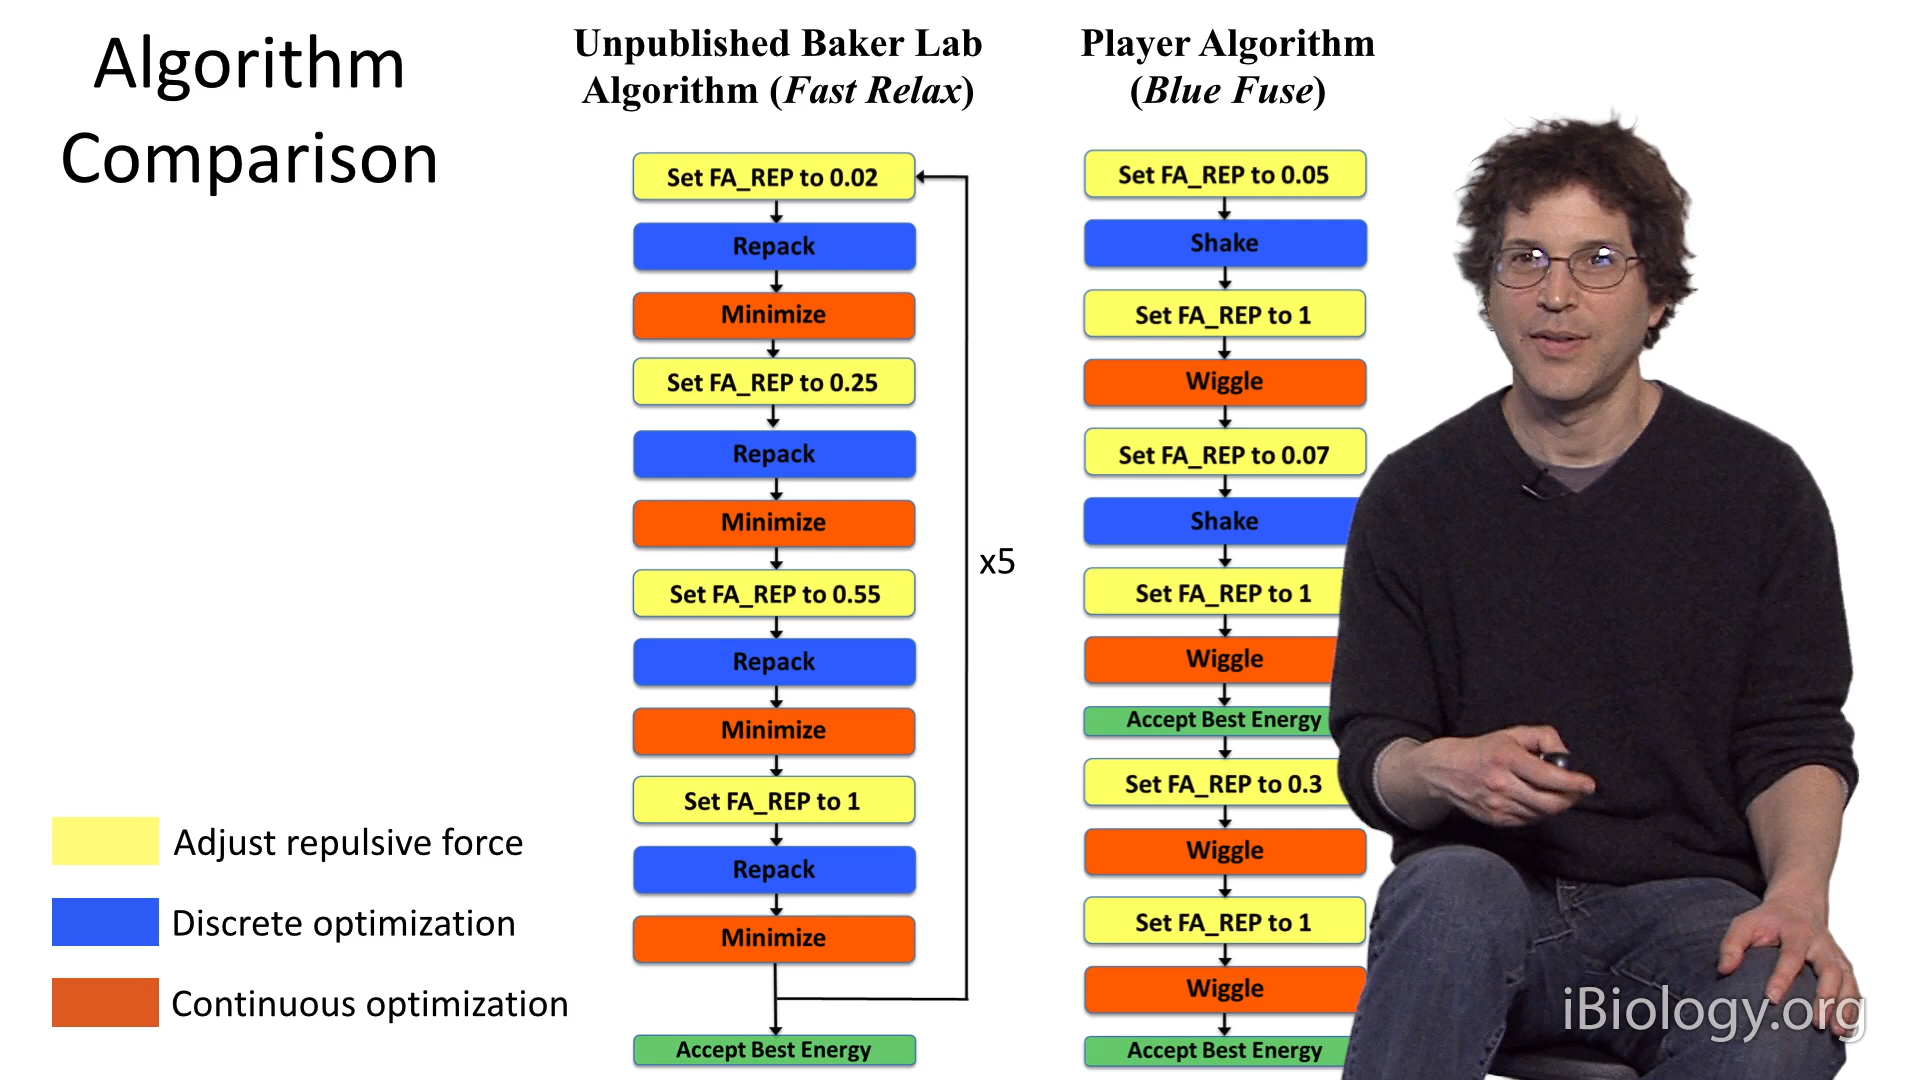 Algorithm
Comparison
Unpublished Baker Lab
Algorithm (Fast Relax)
Set FA_REP to 0.02
Repack
Minimize
Set FA_REP to 0.25
Repack
Minimize
Set FA_REP to 0.55
Repack
Minimize
Set FA_REP to 1
Repack
Minimize
Accept Best Energy
x5
Player Algorithm
(Blue Fuse)
Set FA_REP to 0.05
Shake
Set FA_REP to 1
Wiggle
Set FA_REP to 0.07
Shake
Set FA_REP to 1
Wiggle
Accept Best Energy
Set FA_REP to 0.3
Wiggle
Set FA_REP to 1
Wiggle
Accept Best Energy
Adjust repulsive force
Discrete optimization
Continuous optimization
iBiology.org